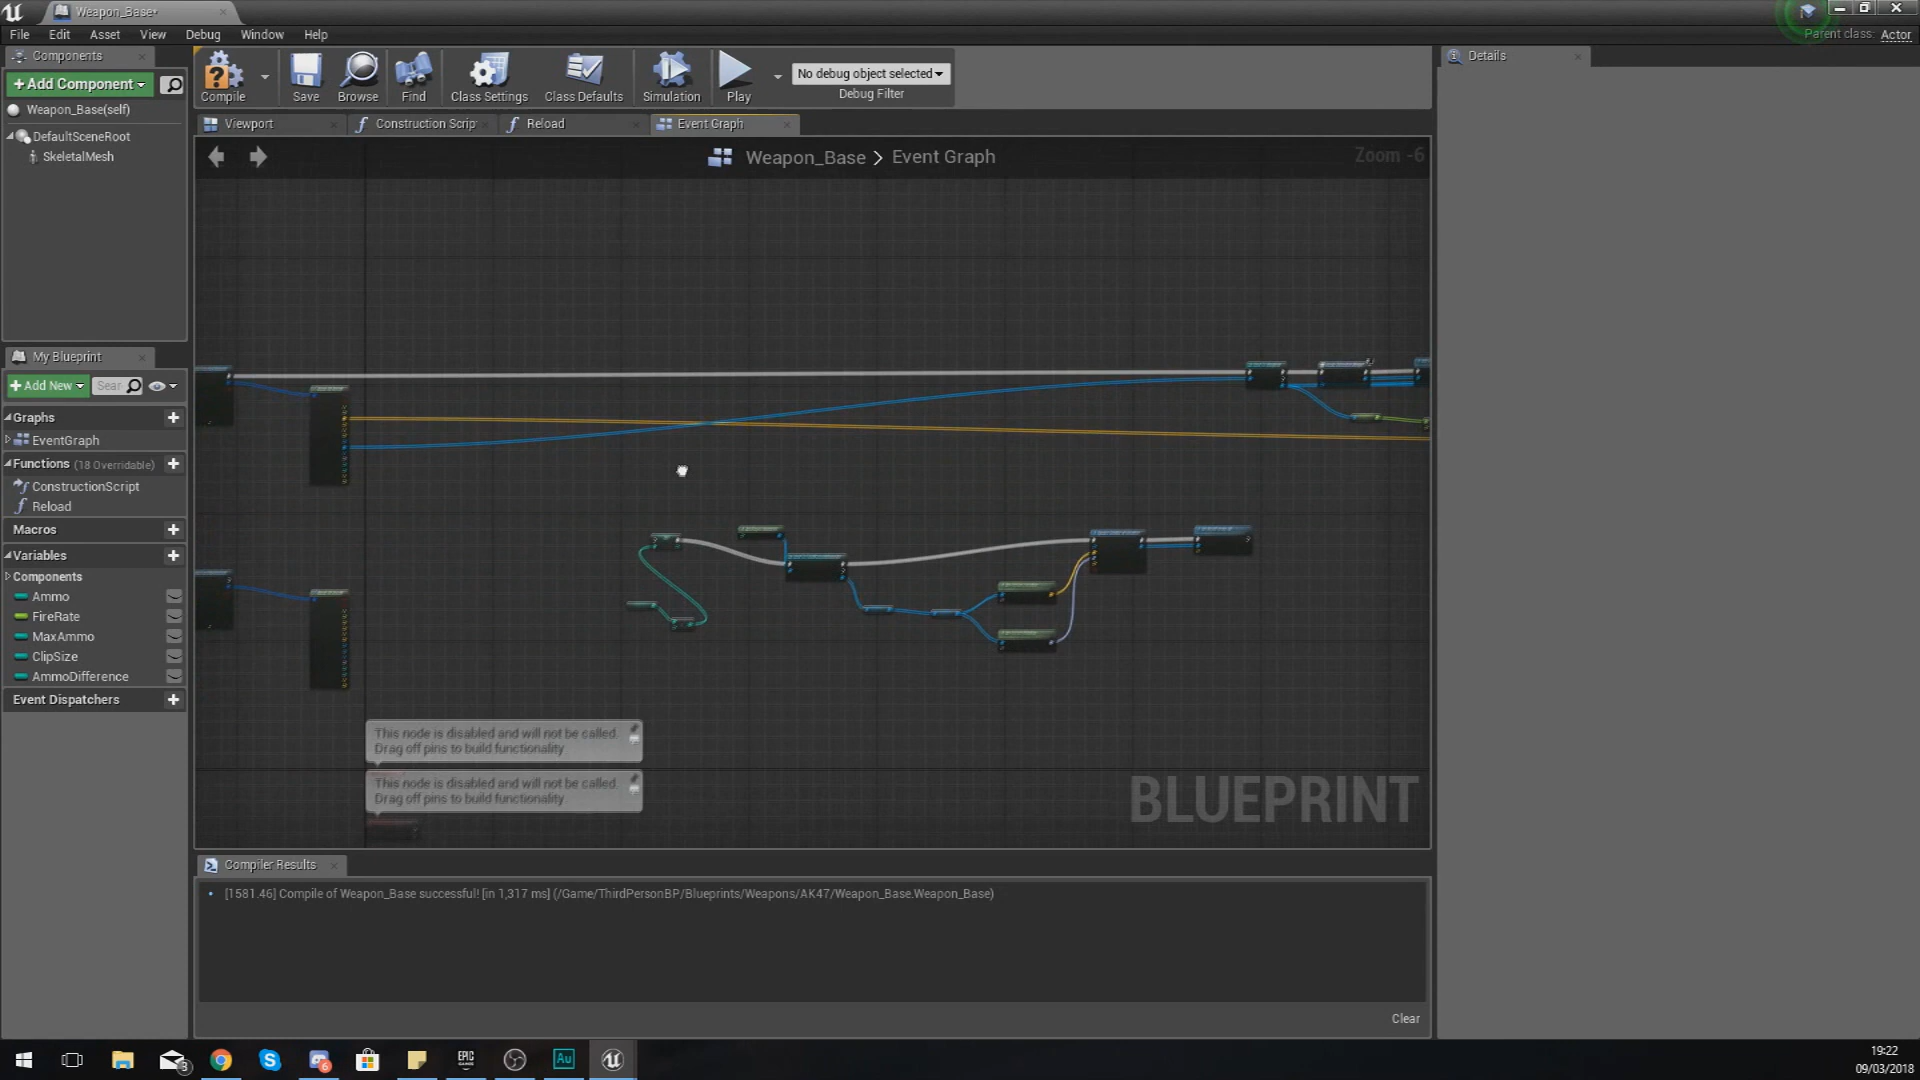 Weapon_Base*
File Edit Asset View Debug Window Help
Parent class: Actor
Components
+Add Component
Weapon_Base(self)
DefaultSceneRoot
SkeletalMesh
Compile Save Browse Find Class Settings Class Defaults Simulation Play
No debug object selected
Debug Filter
Details
Viewport Construction Scrip Reload Event Graph
Weapon_Base > Event Graph
Zoom -6
My Blueprint
+Add New Sear
Graphs
EventGraph
Functions (18 Overridable)
ConstructionScript
Reload
Macros
Variables
Components
Ammo
FireRate
MaxAmmo
ClipSize
AmmoDifference
Event Dispatchers
This node is disabled and will not be called.
Drag off pins to build functionality
This node is disabled and will not be called.
Drag off pins to build functionality
BLUEPRINT
Compiler Results
[1581.46] Compile of Weapon_Base successful! [in 1,317 ms] (/Game/ThirdPersonBP/Blueprints/Weapons/AK47/Weapon_Base.Weapon_Base)
Clear
3
6
EPIC
GAMES
Au
19:22
09/03/2018